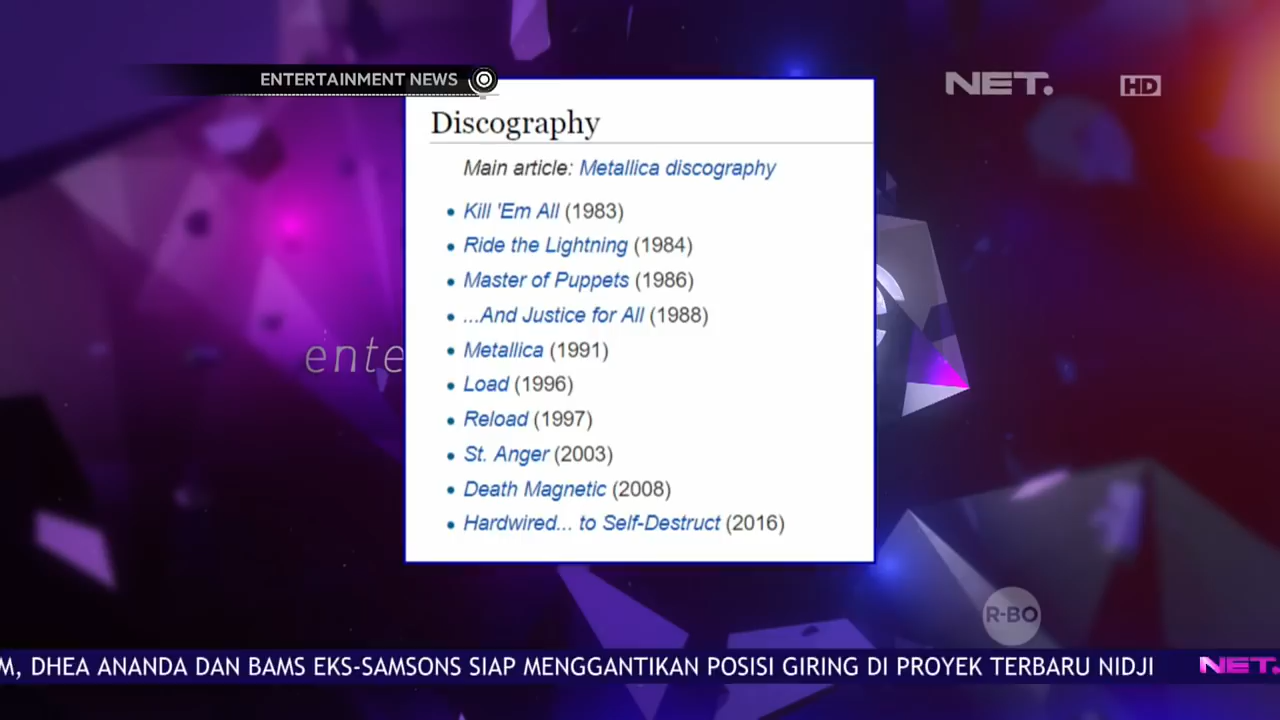 ENTERTAINMENT NEWS
NET.
HD
Discography
Main article: Metallica discography
• Kill 'Em All (1983)
• Ride the Lightning (1984)
• Master of Puppets (1986)
• ...And Justice for All (1988)
• Metallica (1991)
• Load (1996)
• Reload (1997)
• St. Anger (2003)
• Death Magnetic (2008)
• Hardwired... to Self-Destruct (2016)
ente
R-BO
M, DHEA ANANDA DAN BAMS EKS-SAMSONS SIAP MENGGANTIKAN POSISI GIRING DI PROYEK TERBARU NIDJI
NET.